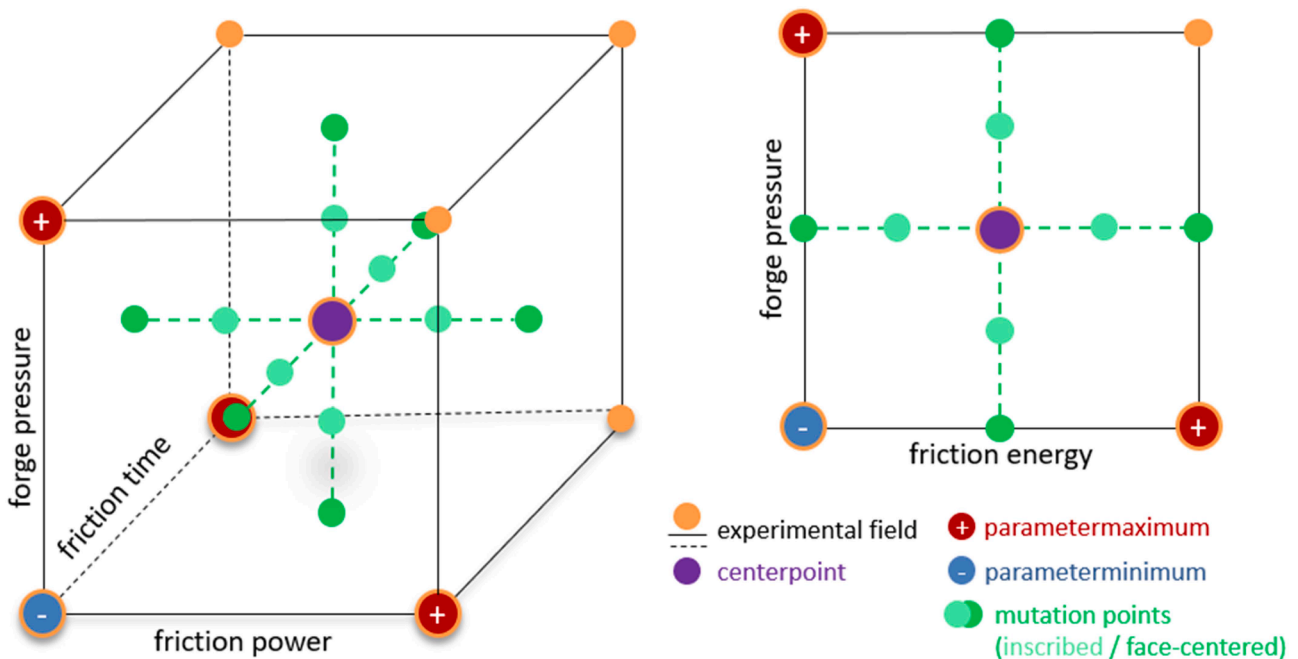 +
+
forge pressure
forge pressure
friction time
-
+
-
+
friction power
friction energy
experimental field
+ parametermaximum
centerpoint
- parameterminimum
mutation points
(inscribed / face-centered)